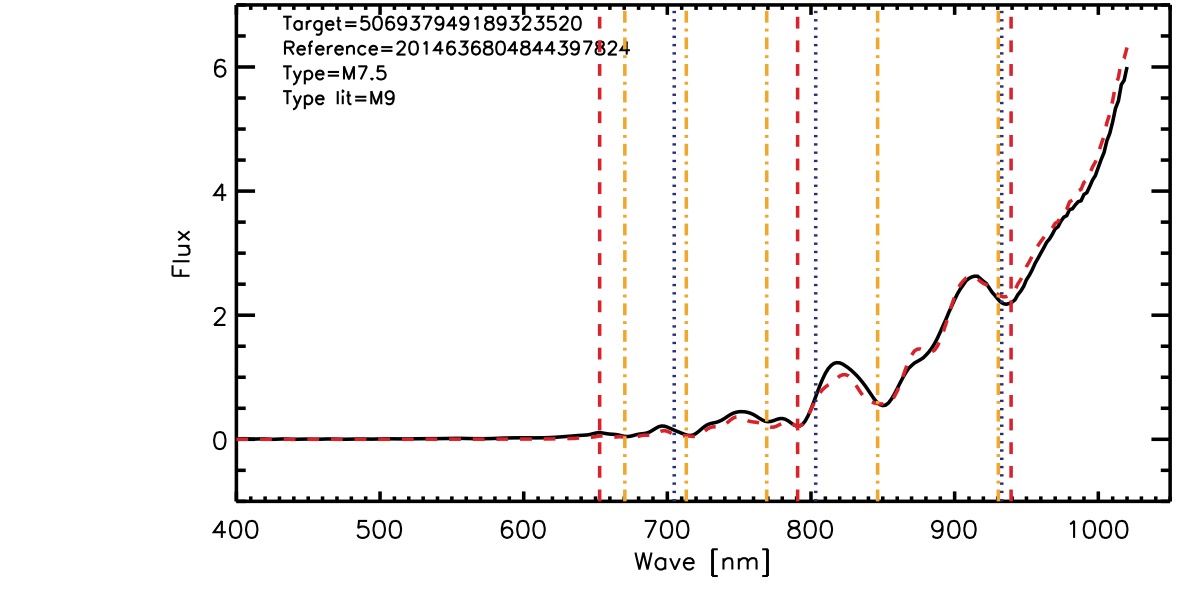 Target=506937949189323520
Reference=2014636804844397824
Type=M7.5
Type lit=M9
6
4
2
0
Flux
400 500 600 700 800 900 1000
Wave [nm]